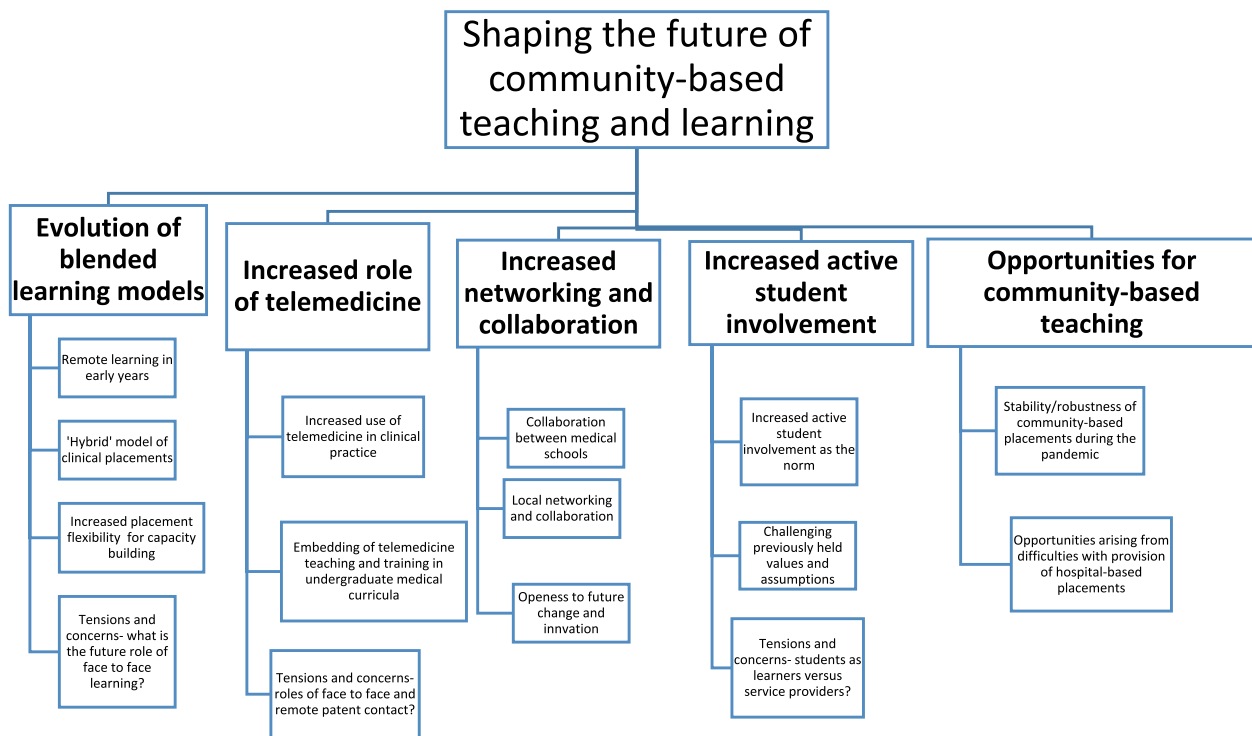 Shaping the future of
community-based
teaching and learning
Evolution of
blended
learning models
Remote learning in
early years
'Hybrid' model of
clinical placements
Increased placement
flexibility  for capacity
building
Tensions and
concerns- what is
the future role of
face to face
learning?
Increased role
of telemedicine
Increased use of
telemedicine in clinical
practice
Embedding of telemedicine
teaching and training in
undergraduate medical
curricula
Tensions and concerns-
roles of face to face and
remote patent contact?
Increased
networking and
collaboration
Collaboration
between medical
schools
Local networking
and collaboration
Openess to future
change and
innvation
Increased active
student
involvement
Increased active
student
involvement as the
norm
Challenging
previously held
values and
assumptions
Tensions and
concerns- students as
learners versus
service providers?
Opportunities for
community-based
teaching
Stability/robustness of
community-based
placements during the
pandemic
Opportunities arising from
difficulties with provision
of hospital-based
placements